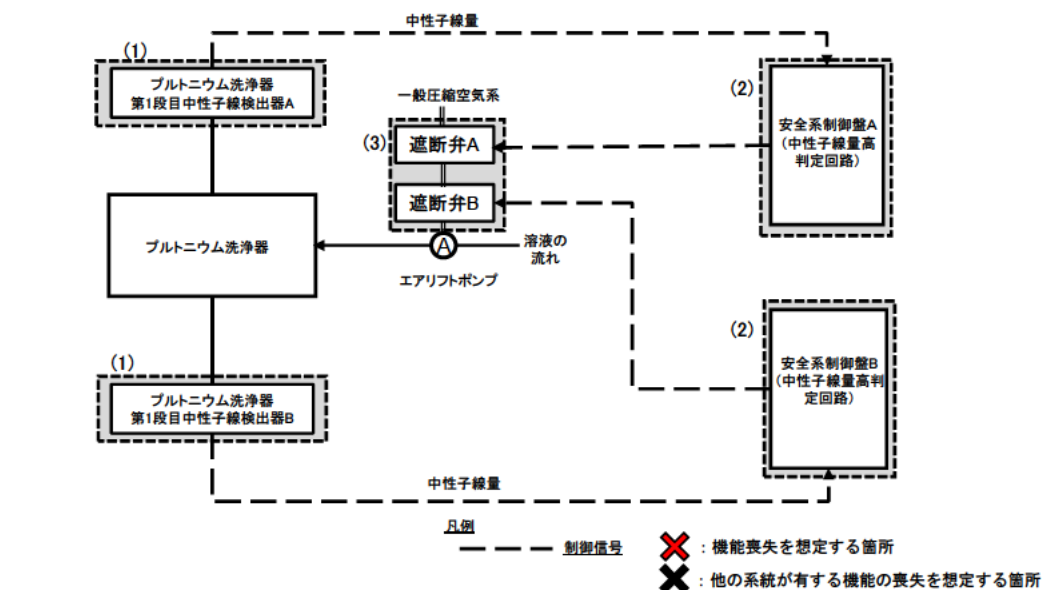 中性子線量
(1)
プルトニウム洗浄器
第1段目中性子線検出器A
一般圧縮空気系
(3)
遮断弁A
遮断弁B
(2)
安全系制御盤A
(中性子線量高
判定回路)
プルトニウム洗浄器
A
溶液の
流れ
エアリフトポンプ
(1)
プルトニウム洗浄器
第1段目中性子線検出器B
(2)
安全系制御盤B
(中性子線量高判
定回路)
中性子線量
凡例
制御信号
：機能喪失を想定する箇所
：他の系統が有する機能の喪失を想定する箇所